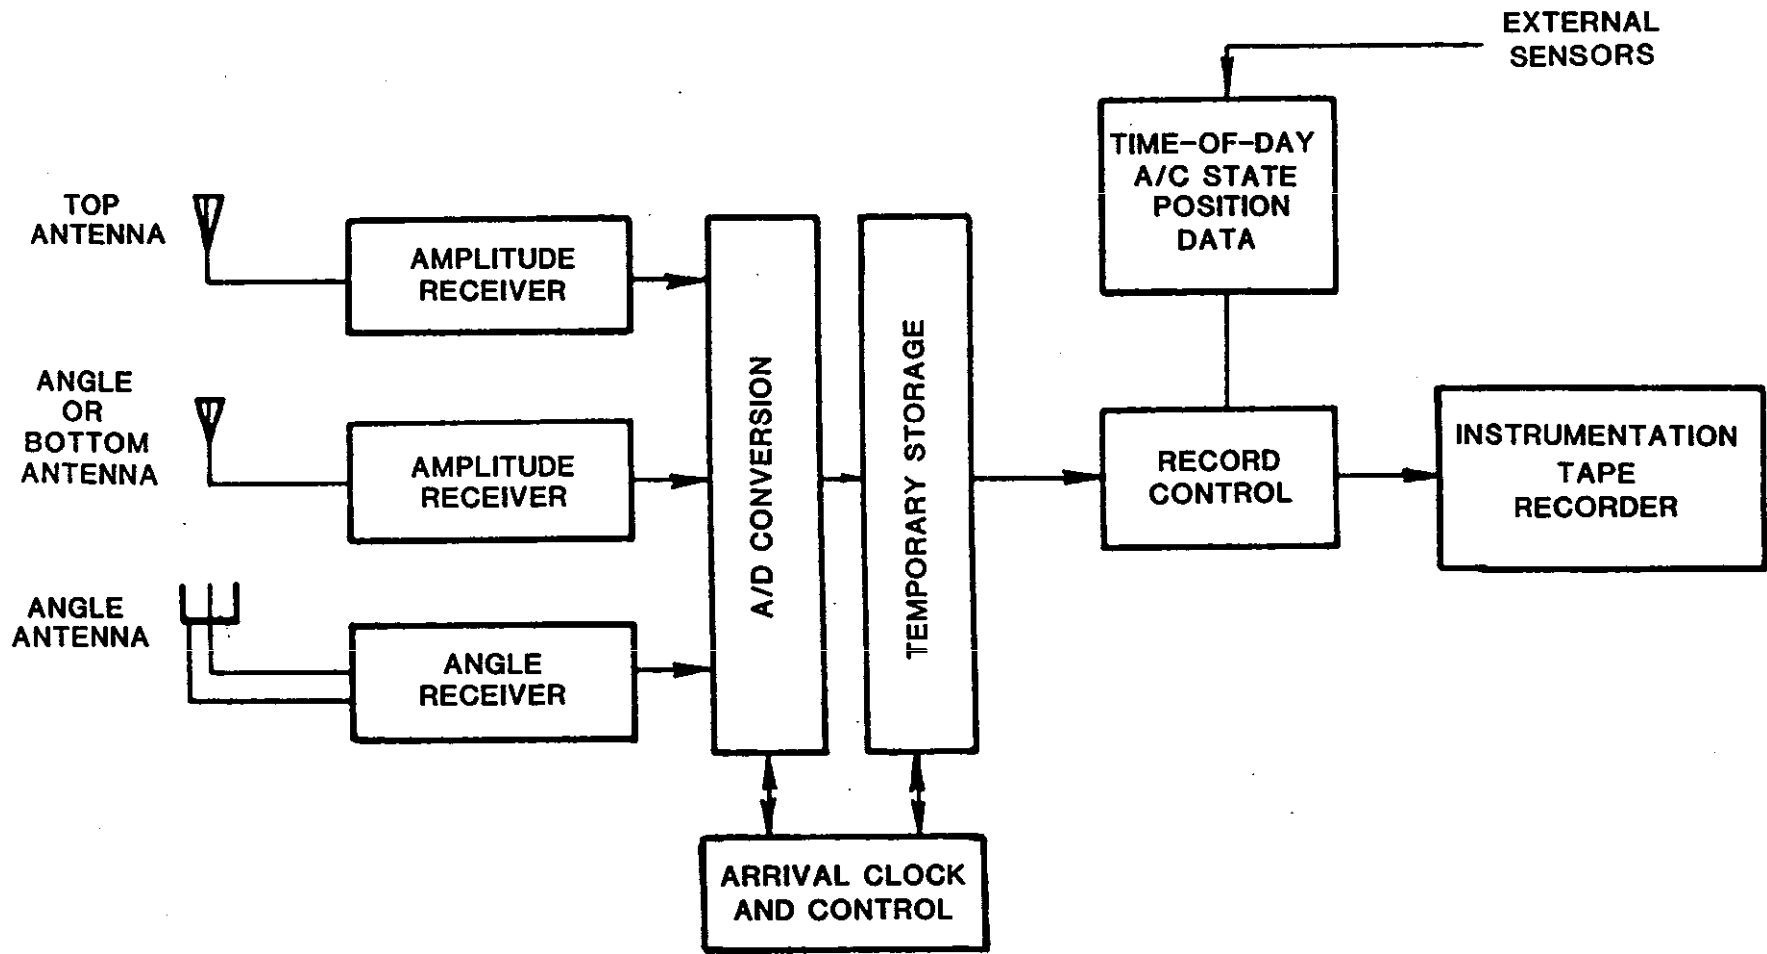 EXTERNAL
SENSORS
TIME-OF-DAY
A/C STATE
POSITION
DATA
TOP
ANTENNA
AMPLITUDE
RECEIVER
ANGLE
OR
BOTTOM
ANTENNA
AMPLITUDE
RECEIVER
ANGLE
ANTENNA
ANGLE
RECEIVER
A/D CONVERSION
TEMPORARY STORAGE
RECORD
CONTROL
INSTRUMENTATION
TAPE
RECORDER
ARRIVAL CLOCK
AND CONTROL